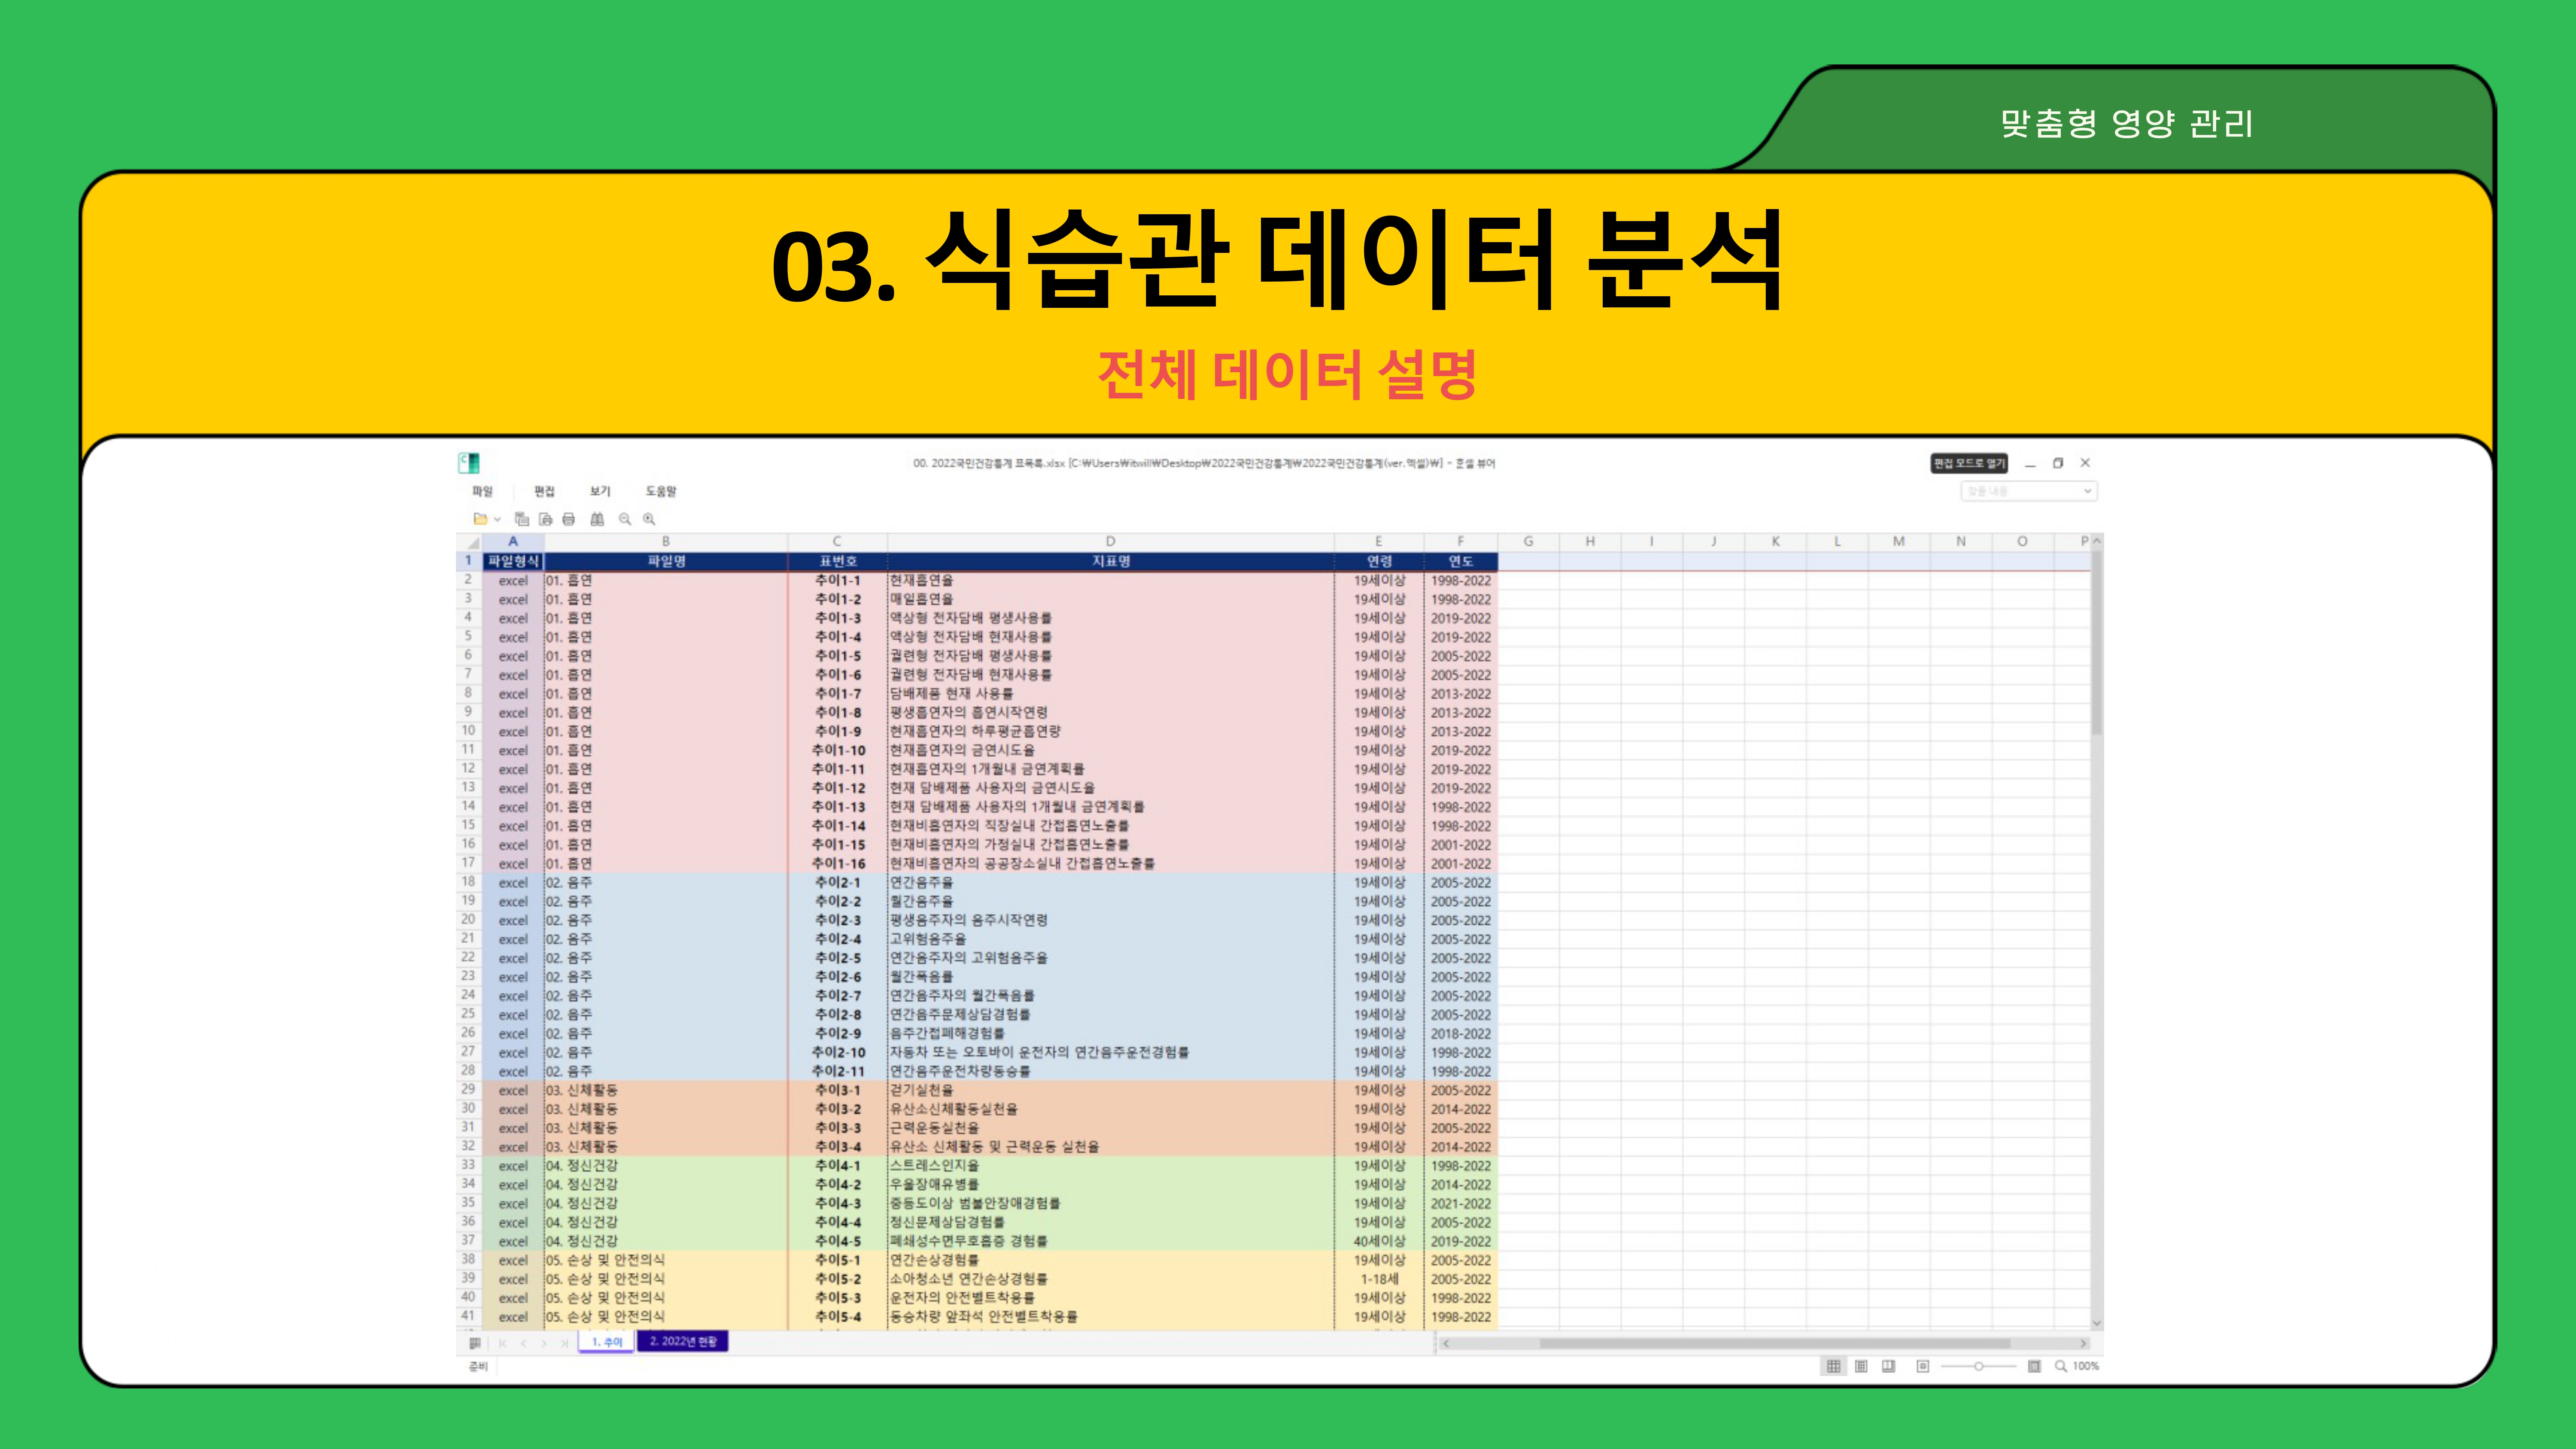 맞춤형 영양 관리
03. 식습관 데이터 분석
전체 데이터 설명
00. 2022국민건강통계 표목록.xlsx [C:₩Users₩itwill₩Desktop₩2022국민건강통계₩2022국민건강통계(ver.엑셀)₩] - 훈셀 뷰어
편집 모드로 열기
파일 편집 보기 도움말
찾을 내용
A B C D E F G H I J K L M N O P
1 파일형식 파일명 표번호 지표명 연령 연도
2 excel 01. 흡연 추이1-1 현재흡연율 19세이상 1998-2022
3 excel 01. 흡연 추이1-2 매일흡연율 19세이상 1998-2022
4 excel 01. 흡연 추이1-3 액상형 전자담배 평생사용률 19세이상 2019-2022
5 excel 01. 흡연 추이1-4 액상형 전자담배 현재사용률 19세이상 2019-2022
6 excel 01. 흡연 추이1-5 궐련형 전자담배 평생사용률 19세이상 2005-2022
7 excel 01. 흡연 추이1-6 궐련형 전자담배 현재사용률 19세이상 2005-2022
8 excel 01. 흡연 추이1-7 담배제품 현재 사용률 19세이상 2013-2022
9 excel 01. 흡연 추이1-8 평생흡연자의 흡연시작연령 19세이상 2013-2022
10 excel 01. 흡연 추이1-9 현재흡연자의 하루평균흡연량 19세이상 2013-2022
11 excel 01. 흡연 추이1-10 현재흡연자의 금연시도율 19세이상 2019-2022
12 excel 01. 흡연 추이1-11 현재흡연자의 1개월내 금연계획률 19세이상 2019-2022
13 excel 01. 흡연 추이1-12 현재 담배제품 사용자의 금연시도율 19세이상 2019-2022
14 excel 01. 흡연 추이1-13 현재 담배제품 사용자의 1개월내 금연계획률 19세이상 1998-2022
15 excel 01. 흡연 추이1-14 현재비흡연자의 직장실내 간접흡연노출률 19세이상 1998-2022
16 excel 01. 흡연 추이1-15 현재비흡연자의 가정실내 간접흡연노출률 19세이상 2001-2022
17 excel 01. 흡연 추이1-16 현재비흡연자의 공공장소실내 간접흡연노출률 19세이상 2001-2022
18 excel 02. 음주 추이2-1 연간음주율 19세이상 2005-2022
19 excel 02. 음주 추이2-2 월간음주율 19세이상 2005-2022
20 excel 02. 음주 추이2-3 평생음주자의 음주시작연령 19세이상 2005-2022
21 excel 02. 음주 추이2-4 고위험음주율 19세이상 2005-2022
22 excel 02. 음주 추이2-5 연간음주자의 고위험음주율 19세이상 2005-2022
23 excel 02. 음주 추이2-6 월간폭음률 19세이상 2005-2022
24 excel 02. 음주 추이2-7 연간음주자의 월간폭음률 19세이상 2005-2022
25 excel 02. 음주 추이2-8 연간음주문제상담경험률 19세이상 2005-2022
26 excel 02. 음주 추이2-9 음주간접폐해경험률 19세이상 2018-2022
27 excel 02. 음주 추이2-10 자동차 또는 오토바이 운전자의 연간음주운전경험률 19세이상 1998-2022
28 excel 02. 음주 추이2-11 연간음주운전차량동승률 19세이상 1998-2022
29 excel 03. 신체활동 추이3-1 걷기실천율 19세이상 2005-2022
30 excel 03. 신체활동 추이3-2 유산소신체활동실천율 19세이상 2014-2022
31 excel 03. 신체활동 추이3-3 근력운동실천율 19세이상 2005-2022
32 excel 03. 신체활동 추이3-4 유산소 신체활동 및 근력운동 실천율 19세이상 2014-2022
33 excel 04. 정신건강 추이4-1 스트레스인지율 19세이상 1998-2022
34 excel 04. 정신건강 추이4-2 우울장애유병률 19세이상 2014-2022
35 excel 04. 정신건강 추이4-3 중등도이상 범불안장애경험률 19세이상 2021-2022
36 excel 04. 정신건강 추이4-4 정신문제상담경험률 19세이상 2005-2022
37 excel 04. 정신건강 추이4-5 폐쇄성수면무호흡증 경험률 40세이상 2019-2022
38 excel 05. 손상 및 안전의식 추이5-1 연간손상경험률 19세이상 2005-2022
39 excel 05. 손상 및 안전의식 추이5-2 소아청소년 연간손상경험률 1-18세 2005-2022
40 excel 05. 손상 및 안전의식 추이5-3 운전자의 안전벨트착용률 19세이상 1998-2022
41 excel 05. 손상 및 안전의식 추이5-4 동승차량 앞좌석 안전벨트착용률 19세이상 1998-2022
1. 추이 2. 2022년 현황
준비 100%